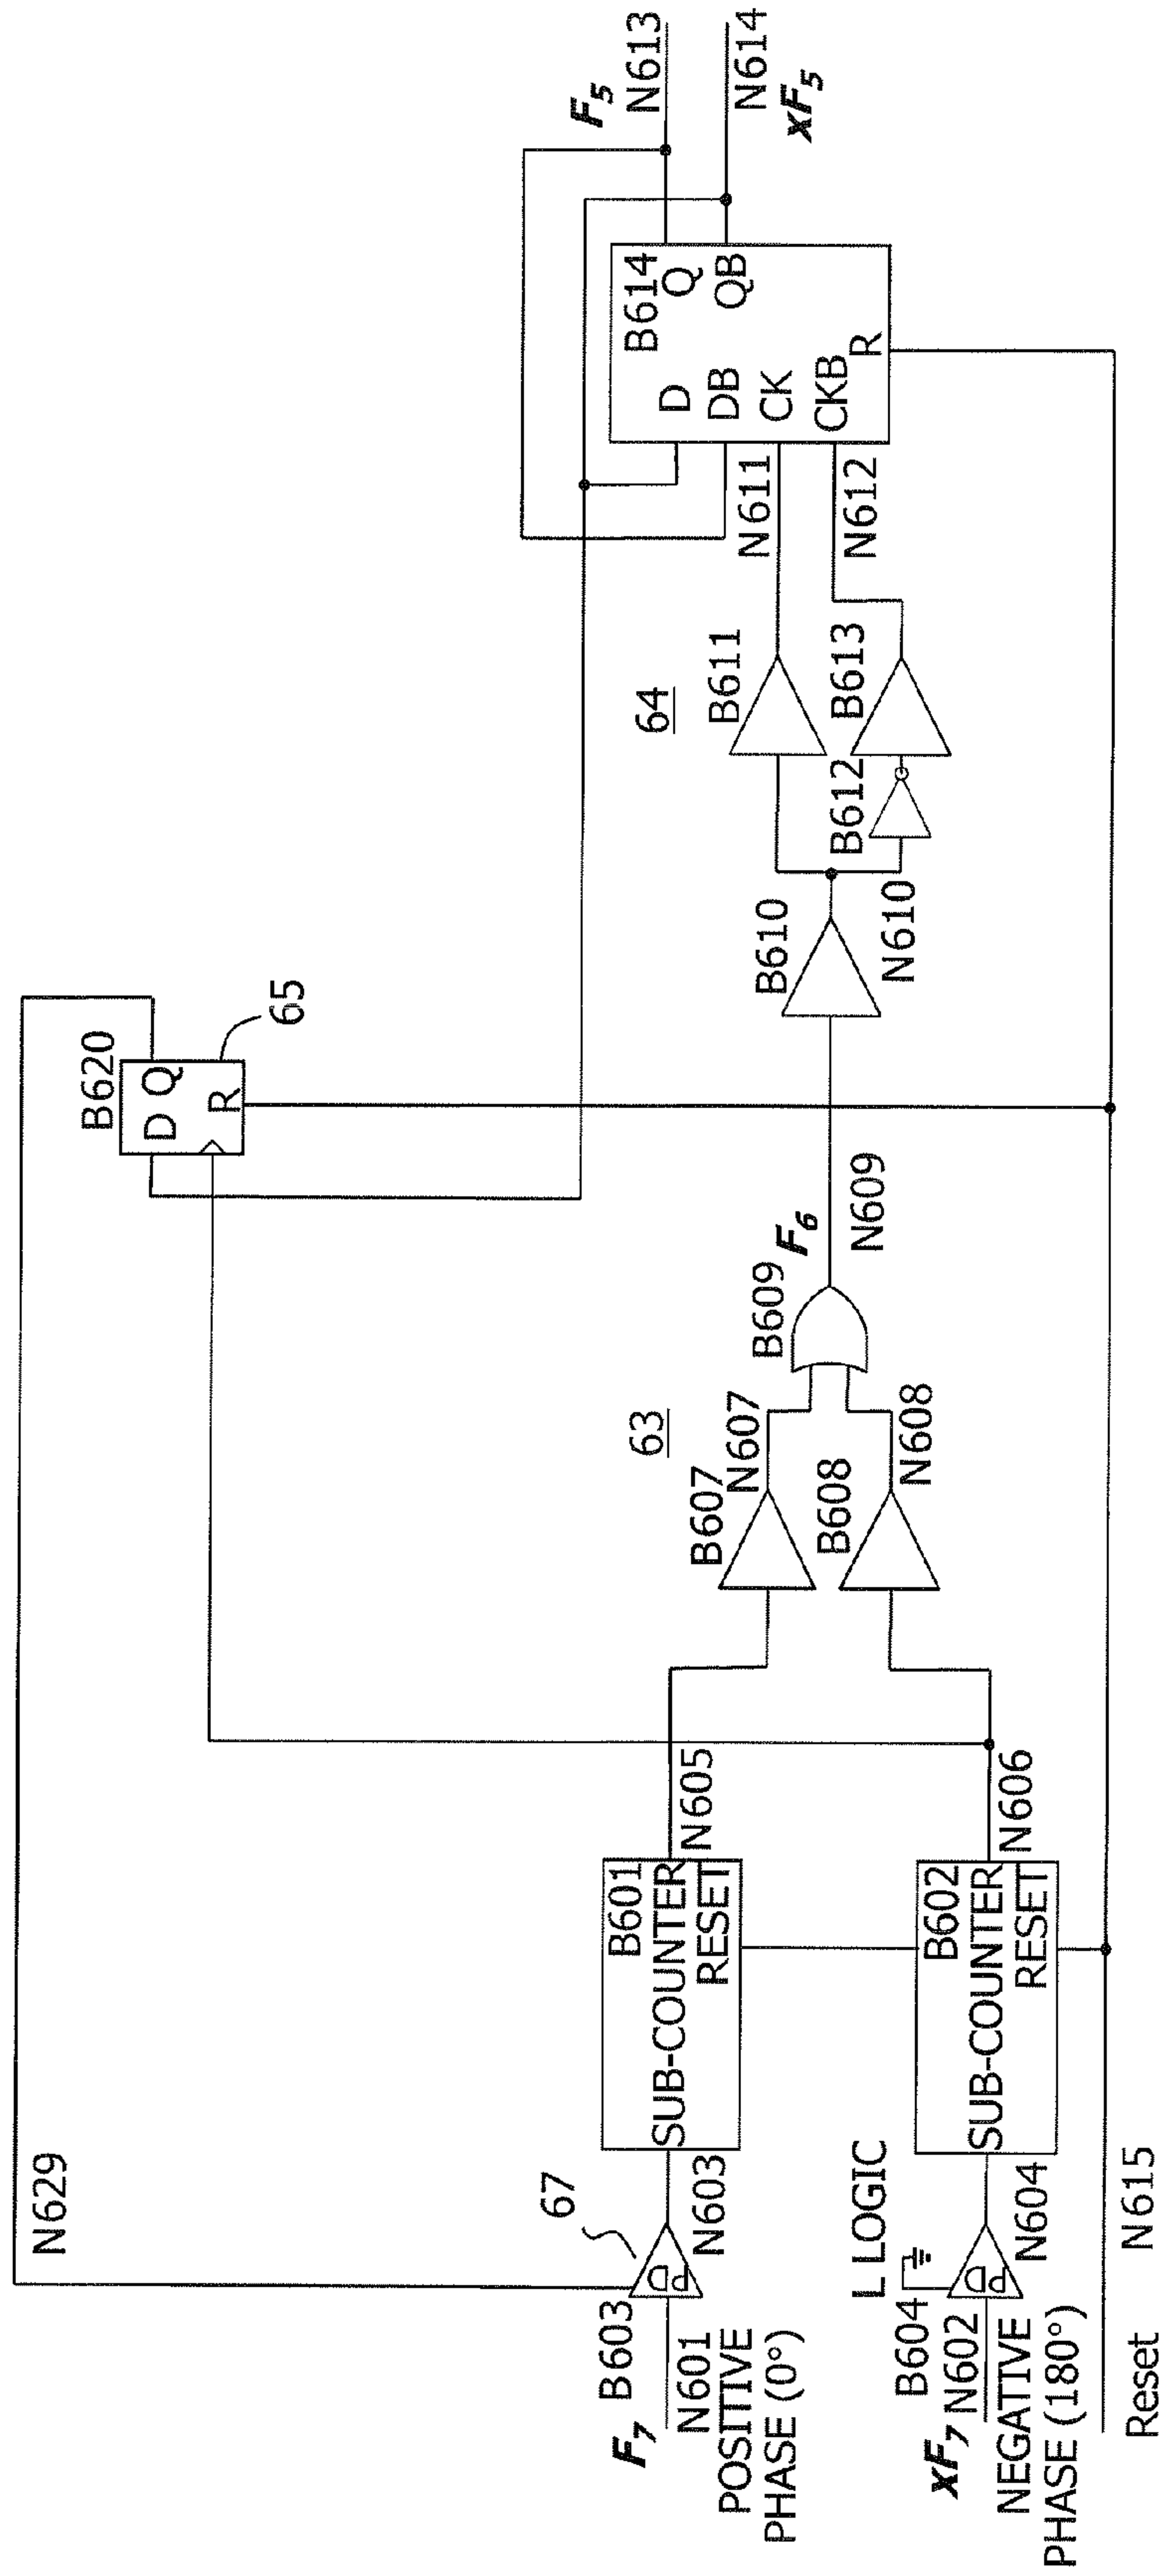 N629
B620
D Q
R
65
F5
N613
N614
xF5
B614
Q
QB
D
DB
CK
CKB
R
N611
N612
64
B611
B612
B613
B610
N610
63
B607
N607
B608
N608
B609
F6
N609
67
B603
PD
N603
F7
N601
POSITIVE
PHASE (0°)
B601
SUB-COUNTER
RESET
N605
L LOGIC
B604
PD
N604
xF7
N602
NEGATIVE
PHASE (180°)
B602
SUB-COUNTER
RESET
N606
Reset
N615